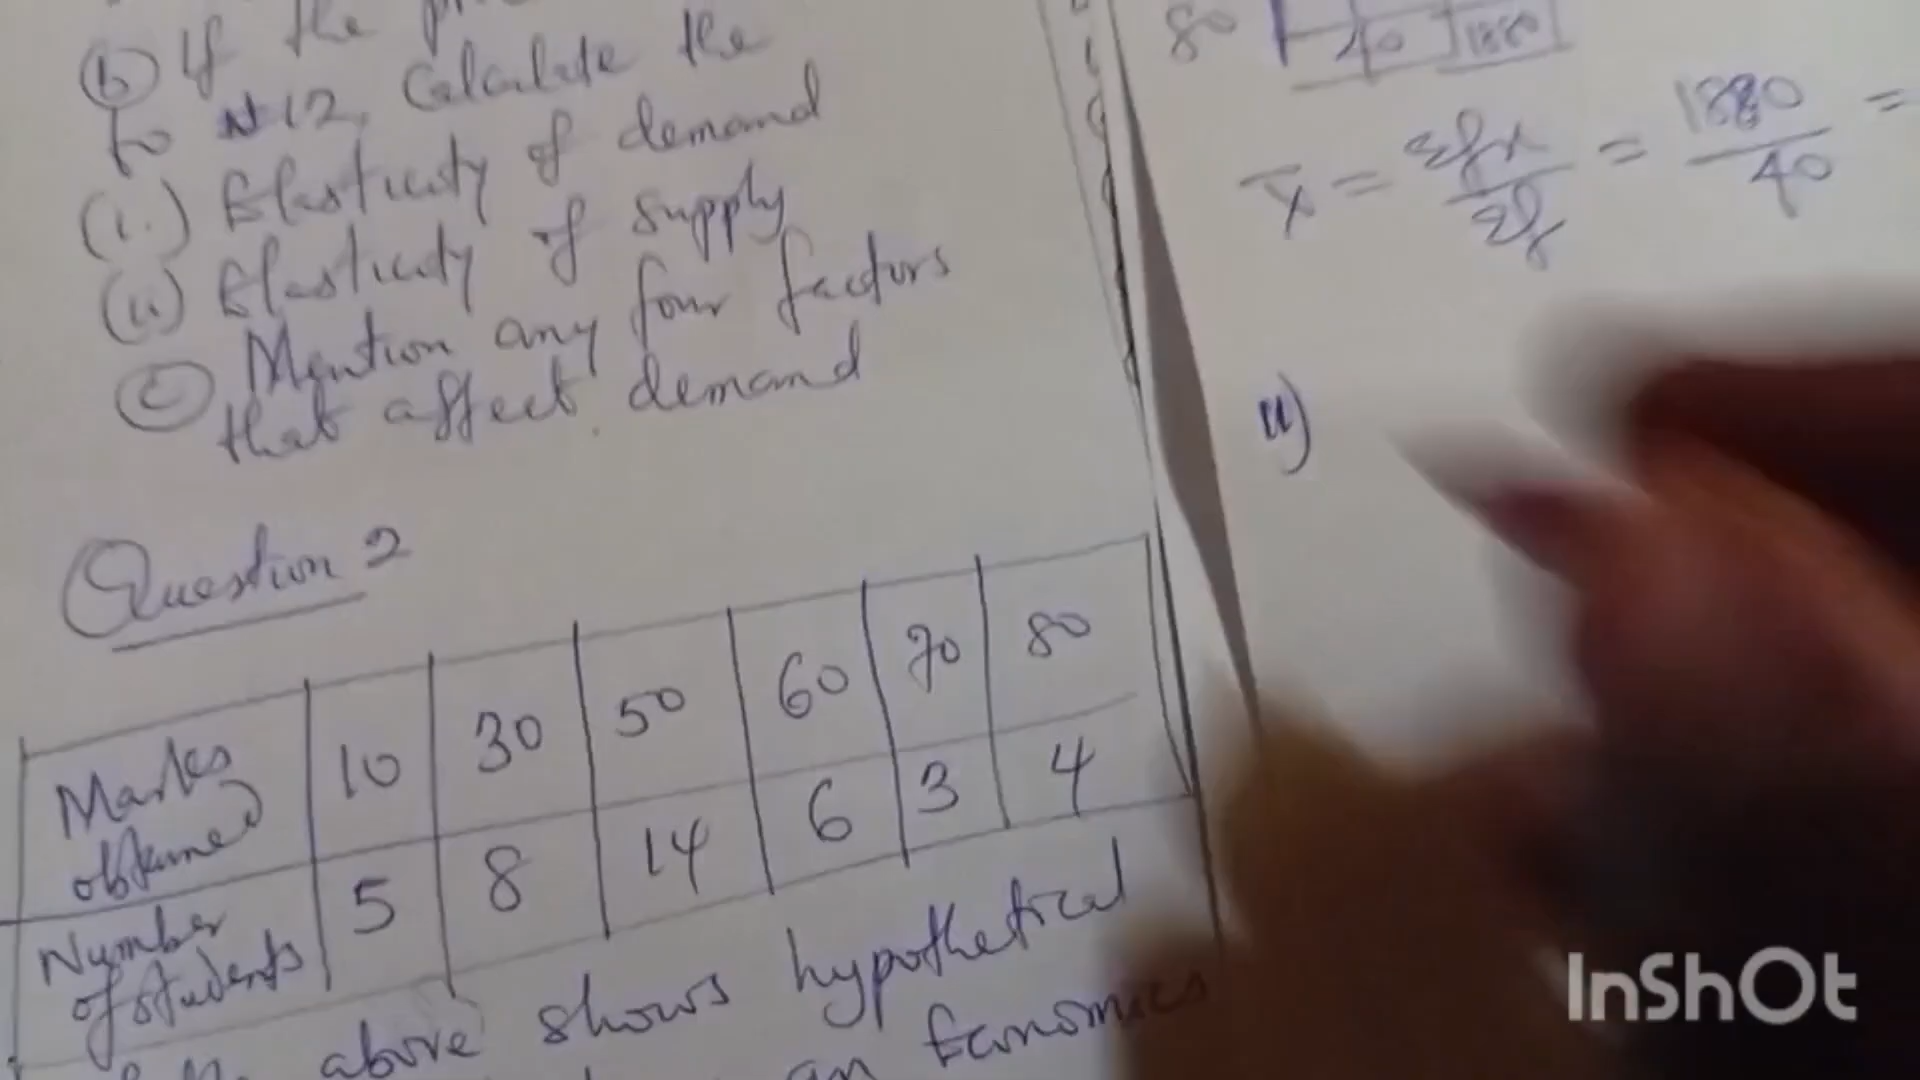 (b) If the
to ₦12, Calculate the
(i.) Elasticity of demand
(ii) Elasticity of supply
(c) Mention any four factors
that affect demand
Question 2
Marks obtained 10 30 50 60 70 80
Number of students 5 8 14 6 3 4
above shows hypothetical
an Economics
80 40 1880
x̄ = Σfx/Σf = 1880/40 =
ii)
InShOt